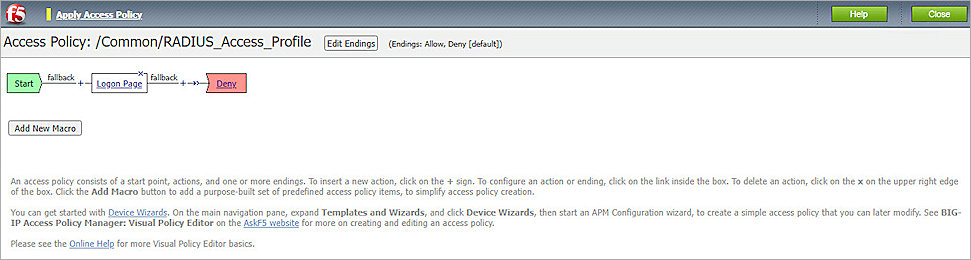 f5 Apply Access Policy Help Close
Access Policy: /Common/RADIUS_Access_Profile Edit Endings (Endings: Allow, Deny [default])
Start fallback + Logon Page x fallback + Deny
Add New Macro
An access policy consists of a start point, actions, and one or more endings. To insert a new action, click on the + sign. To configure an action or ending, click on the link inside the box. To delete an action, click on the x on the upper right edge
of the box. Click the Add Macro button to add a purpose-built set of predefined access policy items, to simplify access policy creation.
You can get started with Device Wizards. On the main navigation pane, expand Templates and Wizards, and click Device Wizards, then start an APM Configuration wizard, to create a simple access policy that you can later modify. See BIG-
IP Access Policy Manager: Visual Policy Editor on the AskF5 website for more on creating and editing an access policy.
Please see the Online Help for more Visual Policy Editor basics.